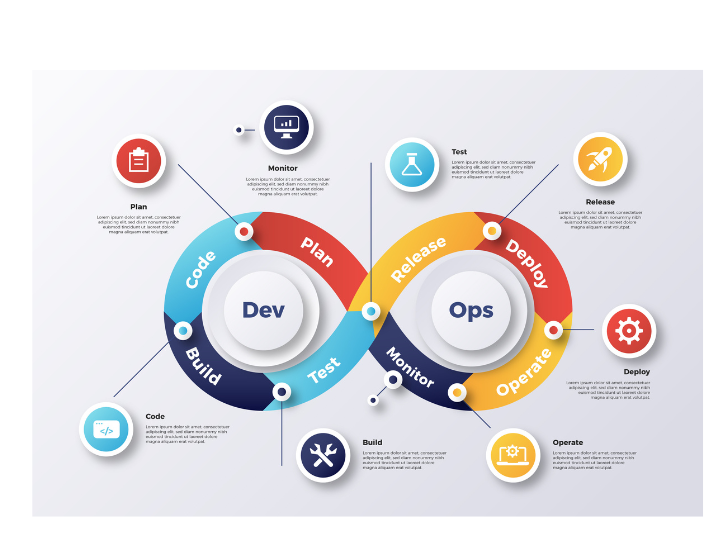 Monitor
Lorem ipsum dolor sit amet, consectetuer
adipiscing elit, sed diam nonummy nibh
euismod tincidunt ut laoreet dolore
magna aliquam erat volutpat.
Test
Lorem ipsum dolor sit amet, consectetuer
adipiscing elit, sed diam nonummy nibh
euismod tincidunt ut laoreet dolore
magna aliquam erat volutpat.
Plan
Lorem ipsum dolor sit amet, consectetuer
adipiscing elit, sed diam nonummy nibh
euismod tincidunt ut laoreet dolore
magna aliquam erat volutpat.
Release
Lorem ipsum dolor sit amet, consectetuer
adipiscing elit, sed diam nonummy nibh
euismod tincidunt ut laoreet dolore
magna aliquam erat volutpat.
Code
Plan
Release
Deploy
Dev
Ops
Build
Test
Monitor
Operate
Deploy
Lorem ipsum dolor sit amet, consectetuer
adipiscing elit, sed diam nonummy nibh
euismod tincidunt ut laoreet dolore
magna aliquam erat volutpat.
</>
Code
Lorem ipsum dolor sit amet, consectetuer
adipiscing elit, sed diam nonummy nibh
euismod tincidunt ut laoreet dolore
magna aliquam erat volutpat.
Build
Lorem ipsum dolor sit amet, consectetuer
adipiscing elit, sed diam nonummy nibh
euismod tincidunt ut laoreet dolore
magna aliquam erat volutpat.
Operate
Lorem ipsum dolor sit amet, consectetuer
adipiscing elit, sed diam nonummy nibh
euismod tincidunt ut laoreet dolore
magna aliquam erat volutpat.